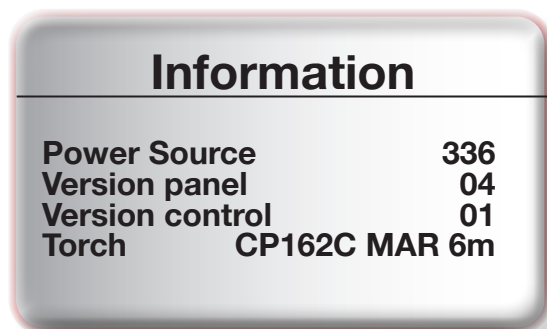 Information
Power Source 336
Version panel 04
Version control 01
Torch CP162C MAR 6m